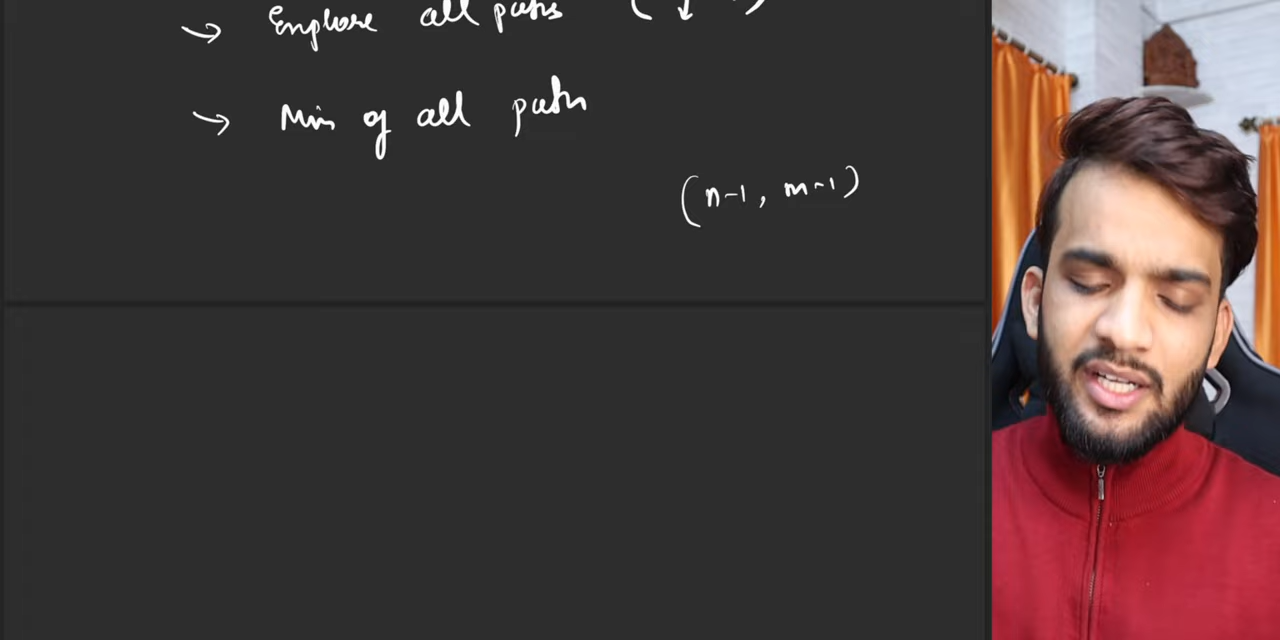 → Explore all paths (↓
→ Min of all paths
(n-1, m-1)